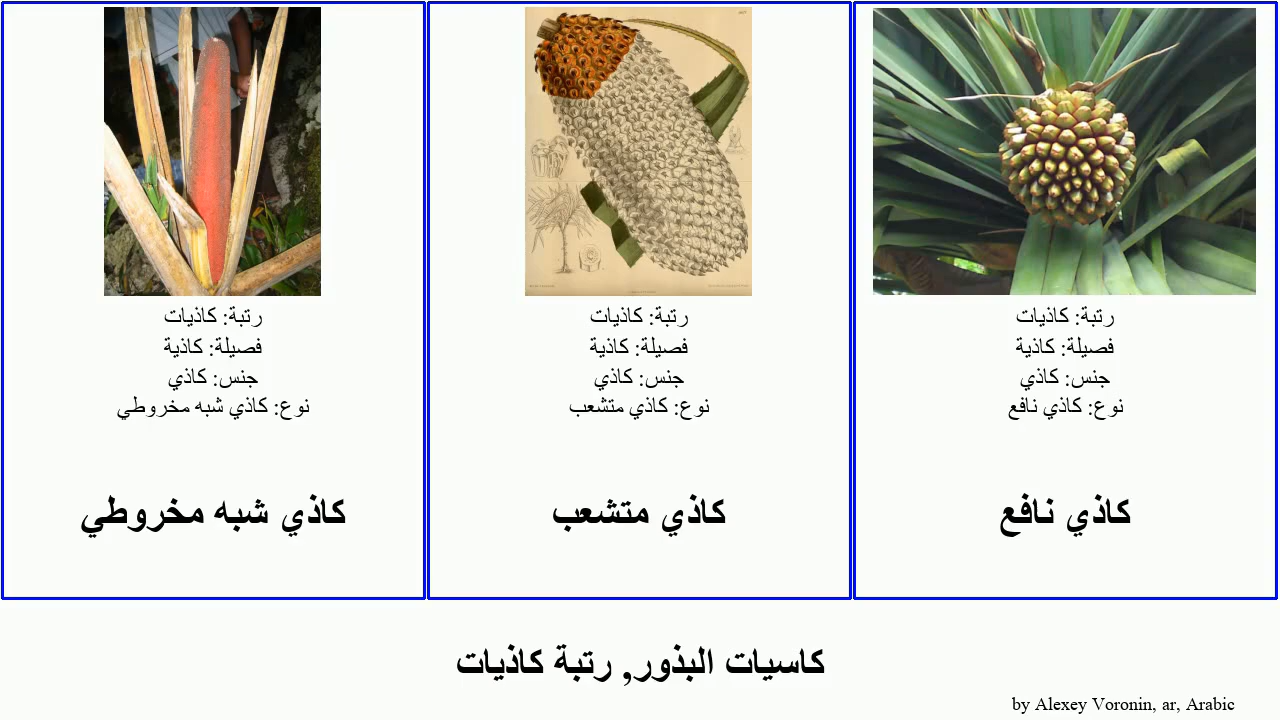 رتبة: كاذيات
فصيلة: كاذية
جنس: كاذي
نوع: كاذي نافع
كاذي نافع
رتبة: كاذيات
فصيلة: كاذية
جنس: كاذي
نوع: كاذي متشعب
كاذي متشعب
رتبة: كاذيات
فصيلة: كاذية
جنس: كاذي
نوع: كاذي شبه مخروطي
كاذي شبه مخروطي
كاسيات البذور, رتبة كاذيات
by Alexey Voronin, ar, Arabic